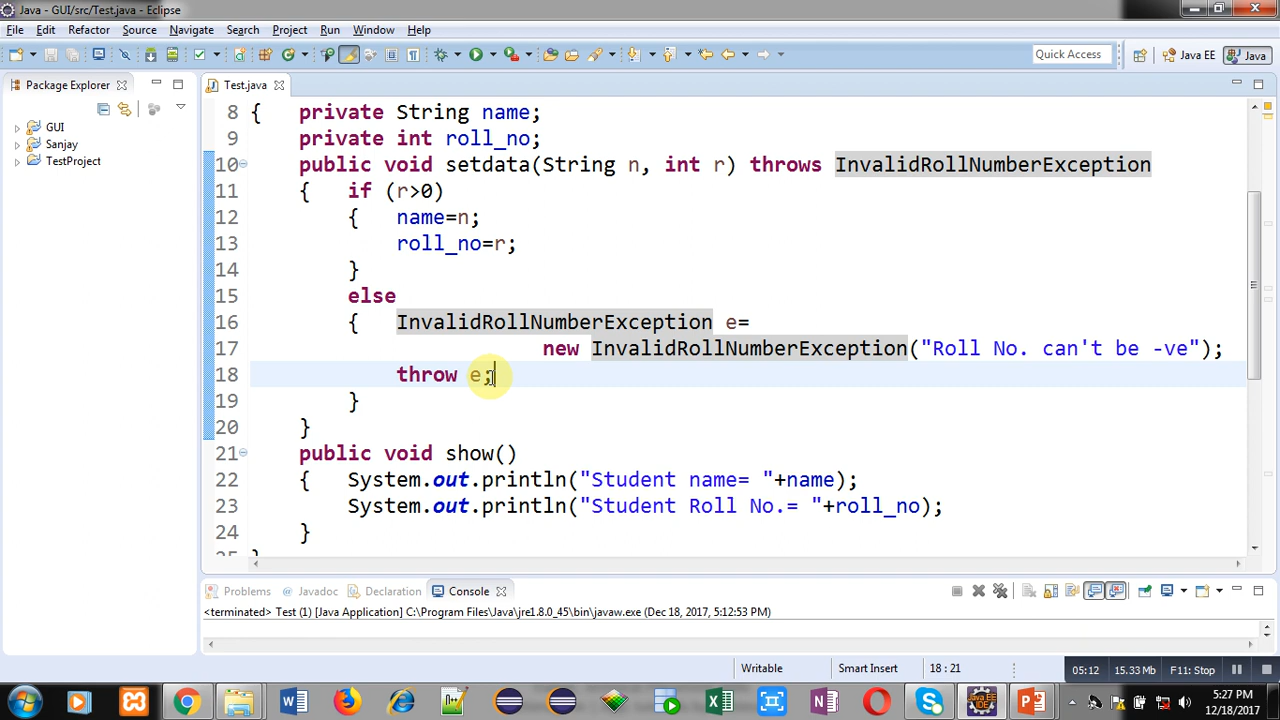 Java - GUI/src/Test.java - Eclipse
File Edit Refactor Source Navigate Search Project Run Window Help
Quick Access
Java EE
Java
Package Explorer
Test.java
GUI
Sanjay
TestProject
8 { private String name;
9 private int roll_no;
10 public void setdata(String n, int r) throws InvalidRollNumberException
11 { if (r>0)
12 { name=n;
13 roll_no=r;
14 }
15 else
16 { InvalidRollNumberException e=
17 new InvalidRollNumberException("Roll No. can't be -ve");
18 throw e;
19 }
20 }
21 public void show()
22 { System.out.println("Student name= "+name);
23 System.out.println("Student Roll No.= "+roll_no);
24 }
25 }
Problems Javadoc Declaration Console
<terminated> Test (1) [Java Application] C:\Program Files\Java\jre1.8.0_45\bin\javaw.exe (Dec 18, 2017, 5:12:53 PM)
Writable Smart Insert 18 : 21
05:12 15.33 Mb F11: Stop
5:27 PM
12/18/2017